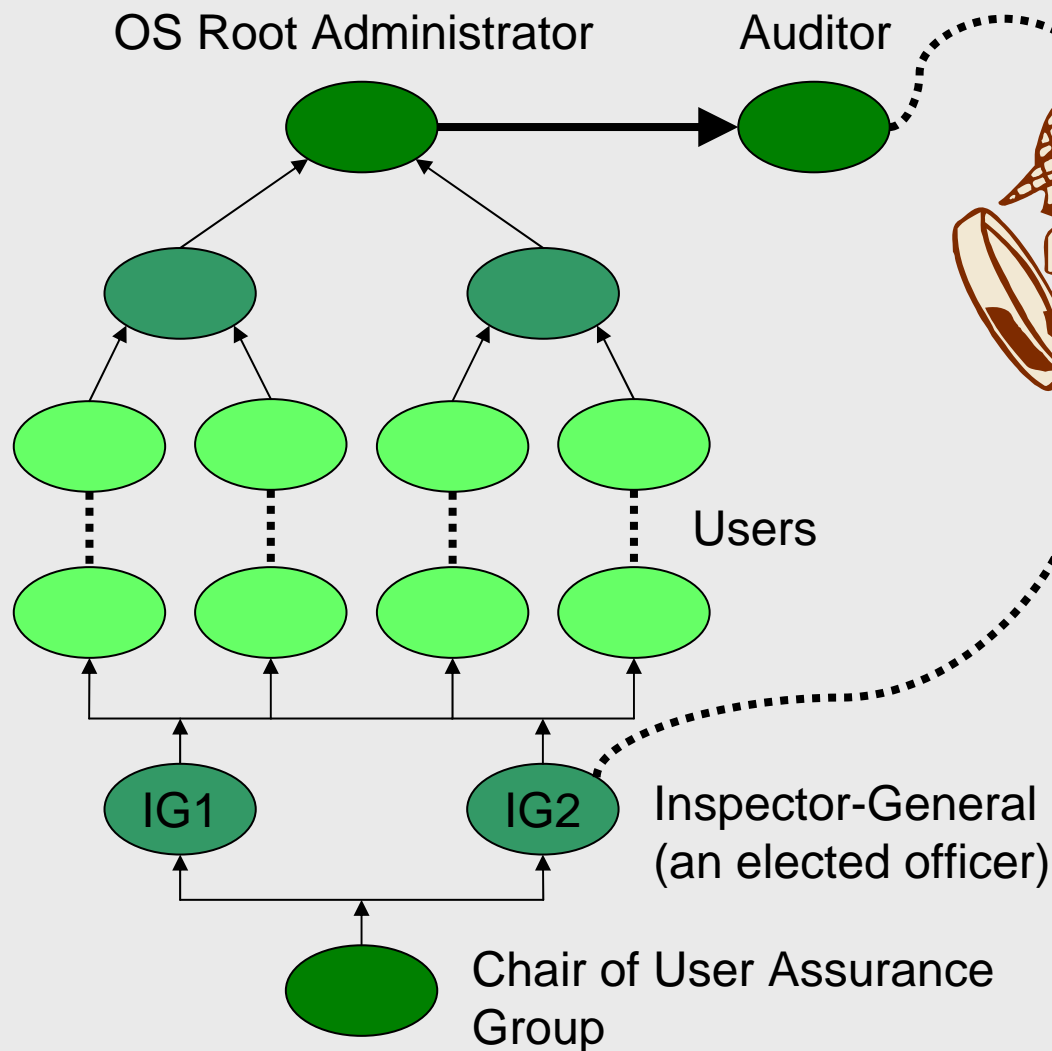 OS Root Administrator
Auditor
Users
IG1
IG2
Inspector-General
(an elected officer)
Chair of User Assurance
Group